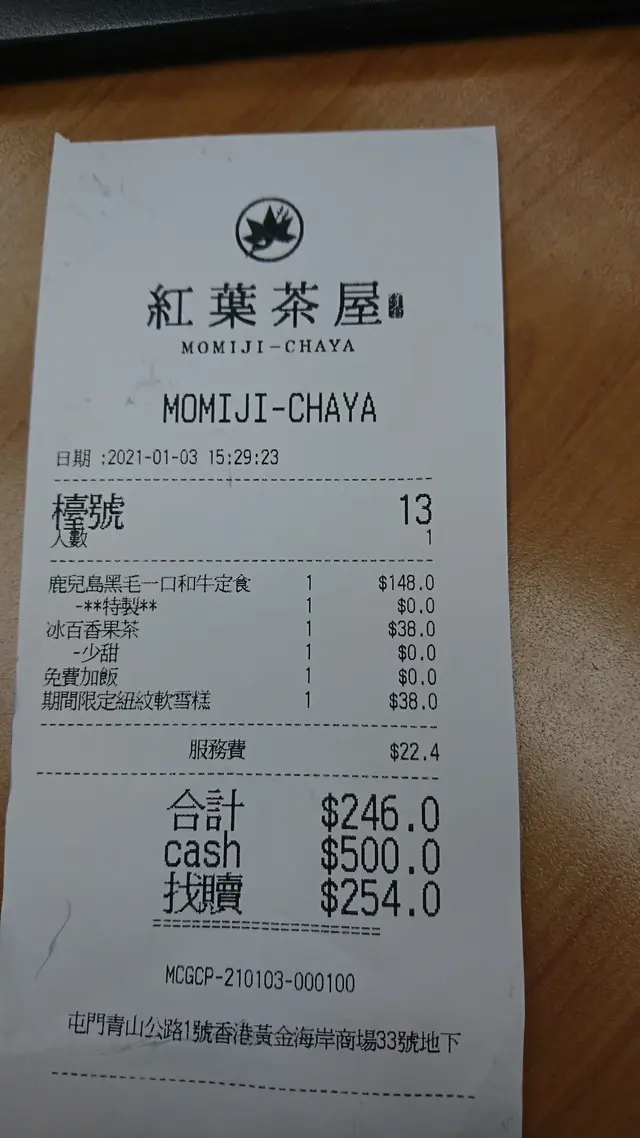 紅葉茶屋
MOMIJI-CHAYA
MOMIJI-CHAYA
日期 :2021-01-03 15:29:23
檯號 13
人數 1
鹿兒島黑毛一口和牛定食 1 $148.0
-**特製** 1 $0.0
冰百香果茶 1 $38.0
-少甜 1 $0.0
免費加飯 1 $0.0
期間限定紐紋軟雪糕 1 $38.0
服務費 $22.4
合計 $246.0
cash $500.0
找贖 $254.0
MCGCP-210103-000100
屯門青山公路1號香港黃金海岸商場33號地下